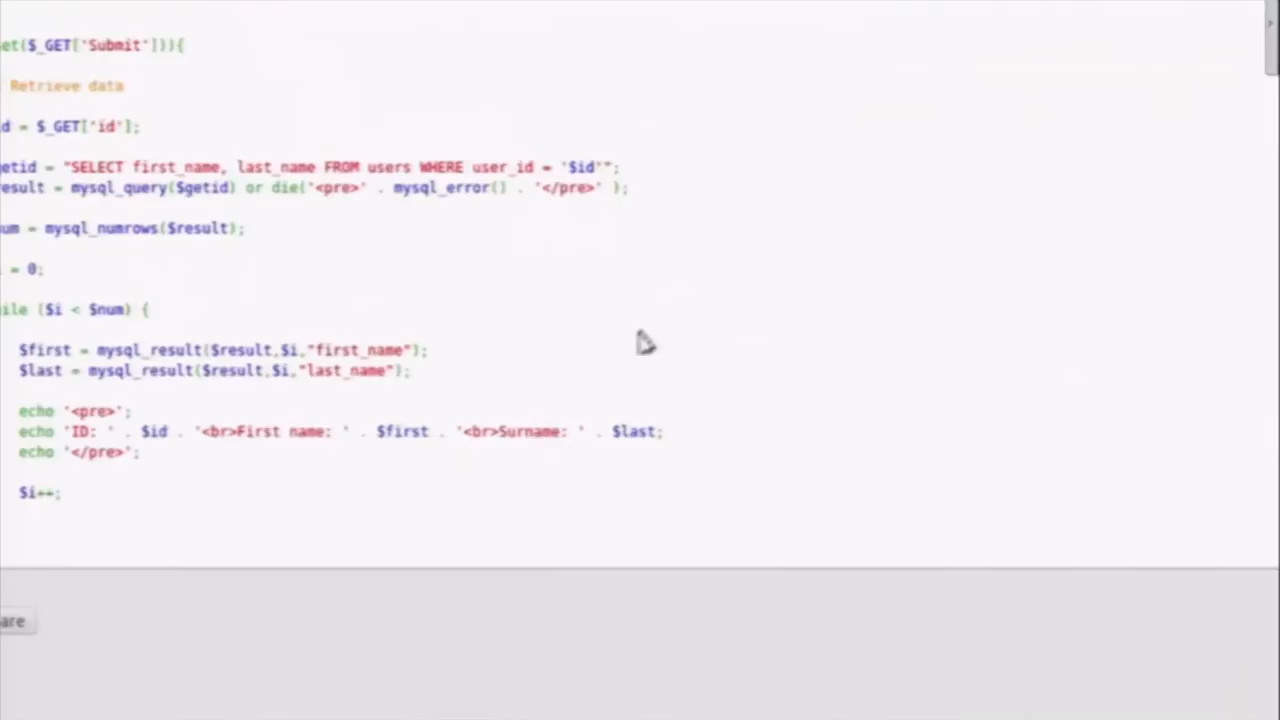 et($_GET['Submit'])){
Retrieve data
d = $_GET['id'];
etid = "SELECT first_name, last_name FROM users WHERE user_id = '$id'";
esult = mysql_query($getid) or die('<pre>' . mysql_error() . '</pre>' );
um = mysql_numrows($result);
= 0;
ile ($i < $num) {
$first = mysql_result($result,$i,"first_name");
$last = mysql_result($result,$i,"last_name");
echo '<pre>';
echo 'ID: ' . $id . '<br>First name: ' . $first . '<br>Surname: ' . $last;
echo '</pre>';
$i++;
are